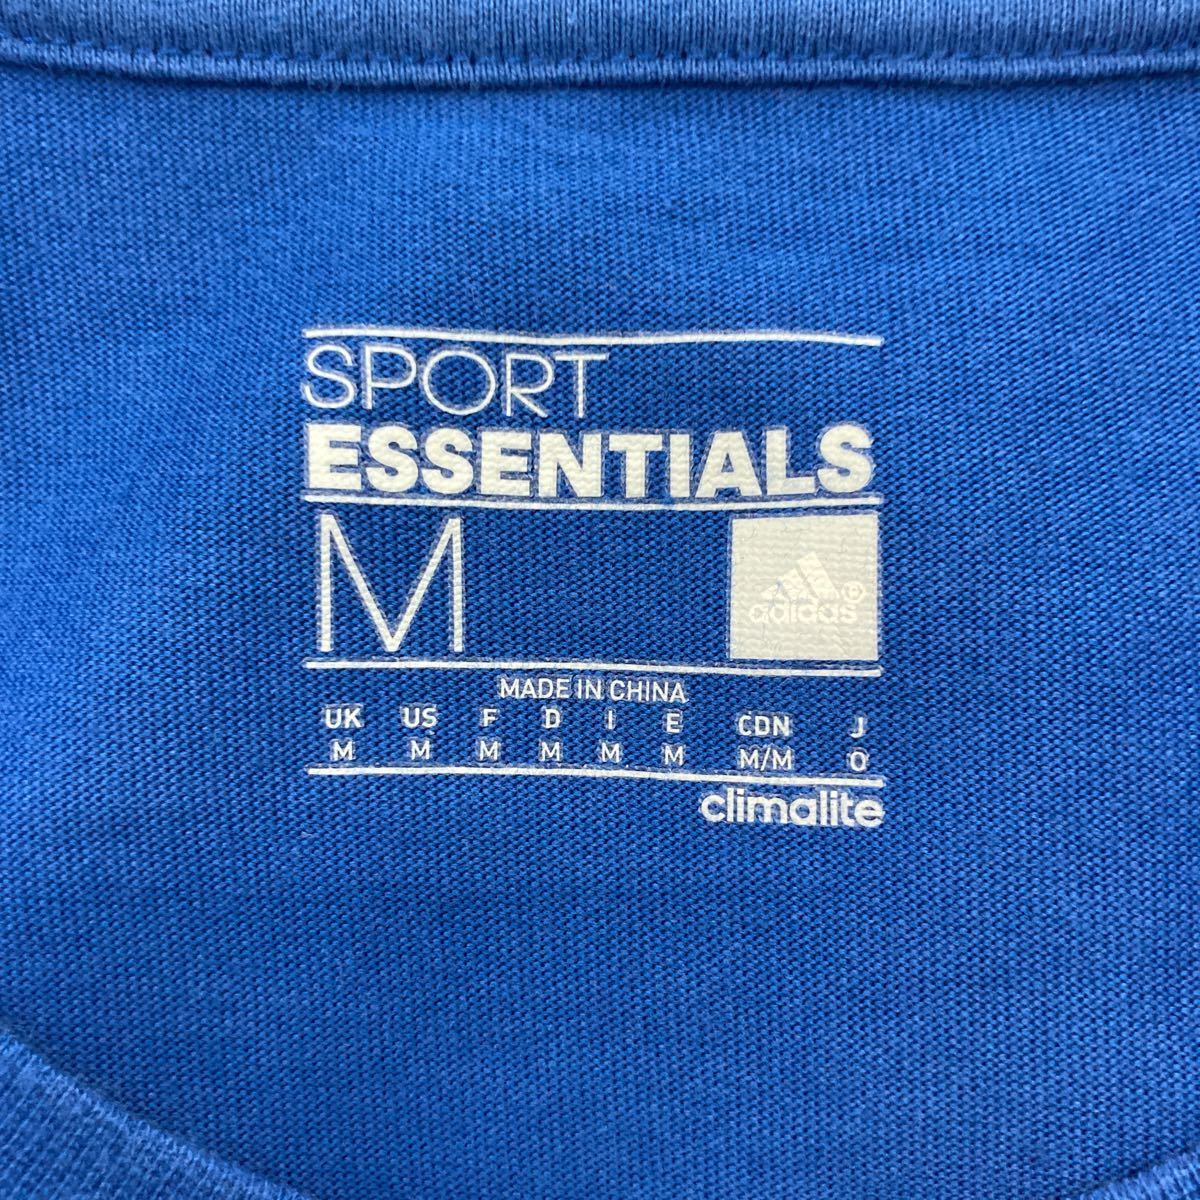 SPORT
ESSENTIALS
M
adidas®
MADE IN CHINA
UK US F D I E CDN J
M M M M M M M/M O
climalite